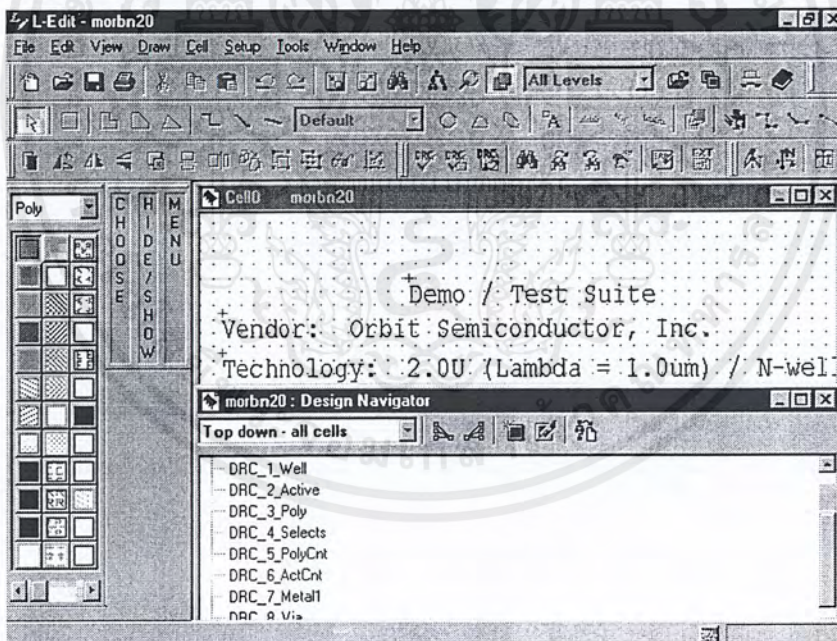 L-Edit - morbn20
File Edit View Draw Cell Setup Tools Window Help
All Levels
Default
Poly
CHOOSE
HIDE/SHOW
MENU
Cell0 morbn20
Demo / Test Suite
Vendor: Orbit Semiconductor, Inc.
Technology: 2.0U (Lambda = 1.0um) / N-well
morbn20 : Design Navigator
Top down - all cells
DRC_1_Well
DRC_2_Active
DRC_3_Poly
DRC_4_Selects
DRC_5_PolyCnt
DRC_6_ActCnt
DRC_7_Metal1
DRC_8_Via